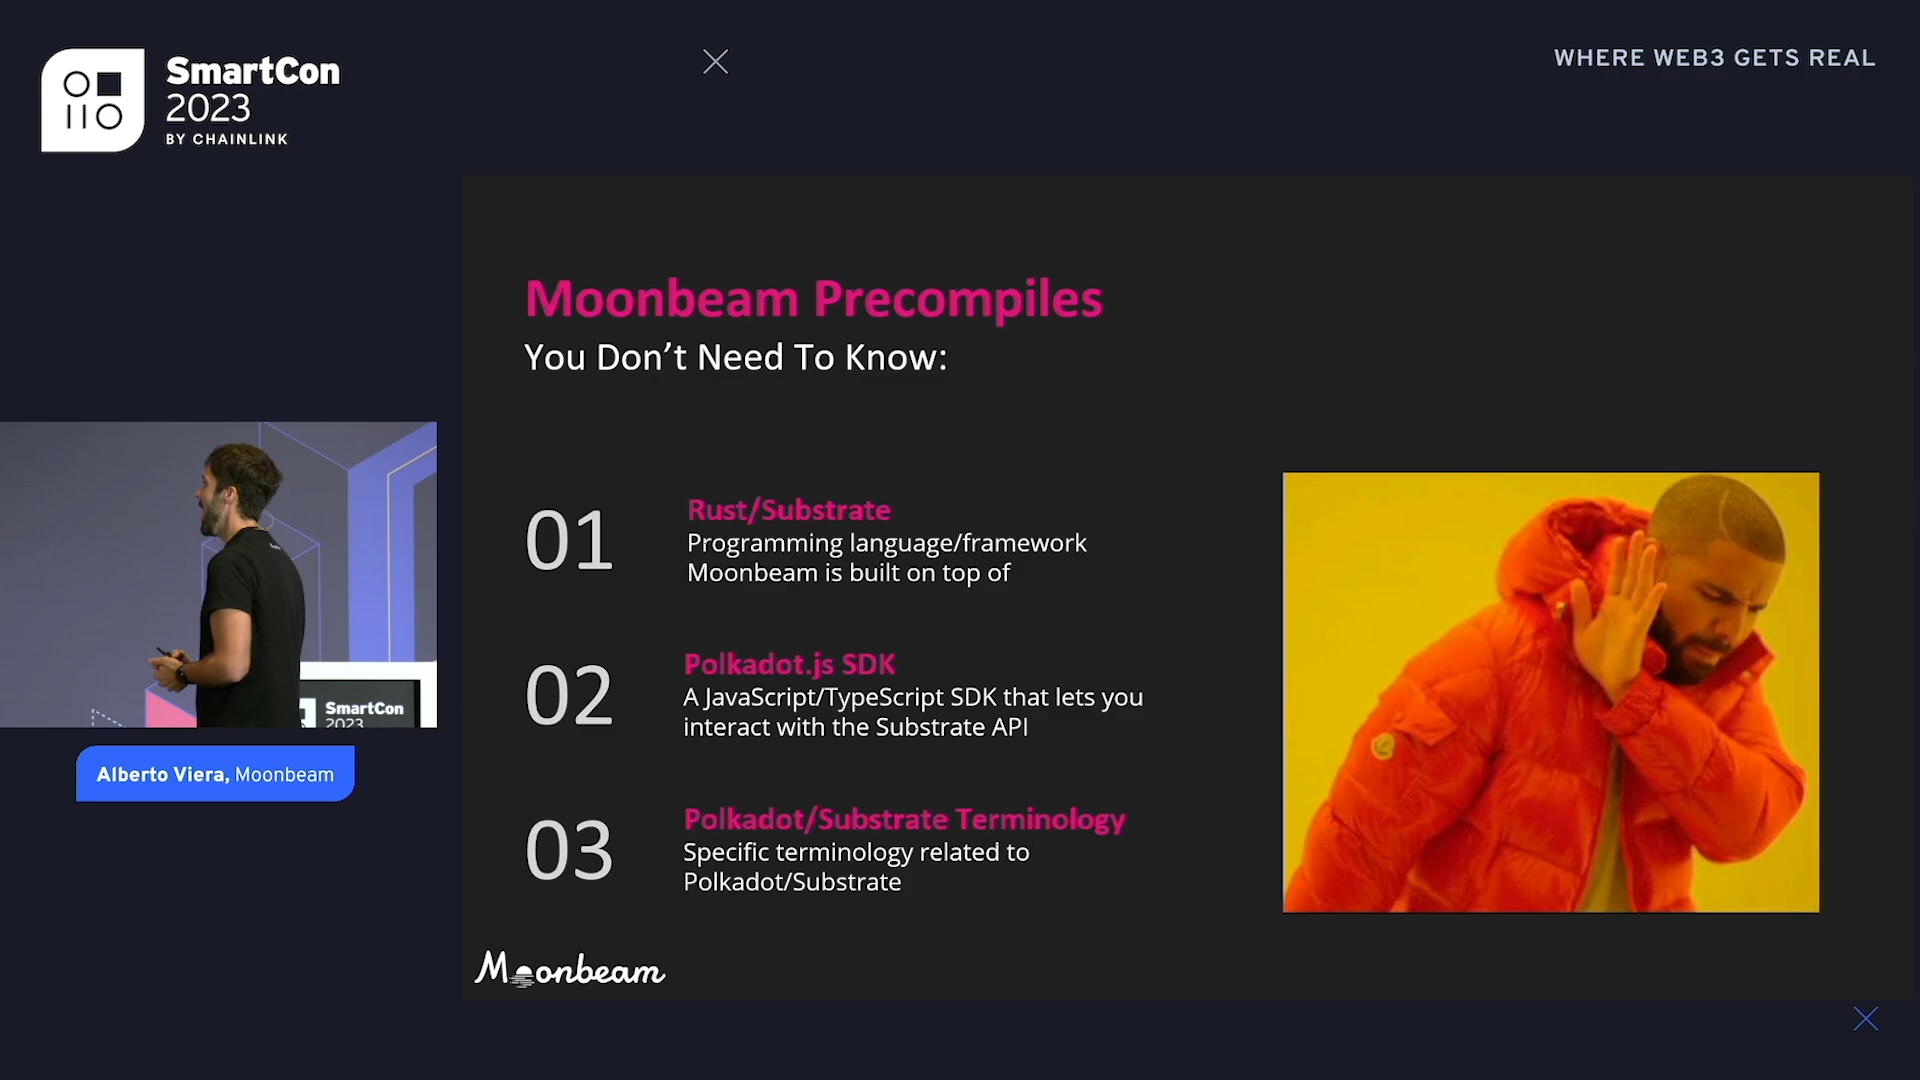 SmartCon
2023
BY CHAINLINK
WHERE WEB3 GETS REAL
Moonbeam Precompiles
You Don’t Need To Know:
01
Rust/Substrate
Programming language/framework
Moonbeam is built on top of
02
Polkadot.js SDK
A JavaScript/TypeScript SDK that lets you
interact with the Substrate API
03
Polkadot/Substrate Terminology
Specific terminology related to
Polkadot/Substrate
Moonbeam
SmartCon
2023
Alberto Viera, Moonbeam